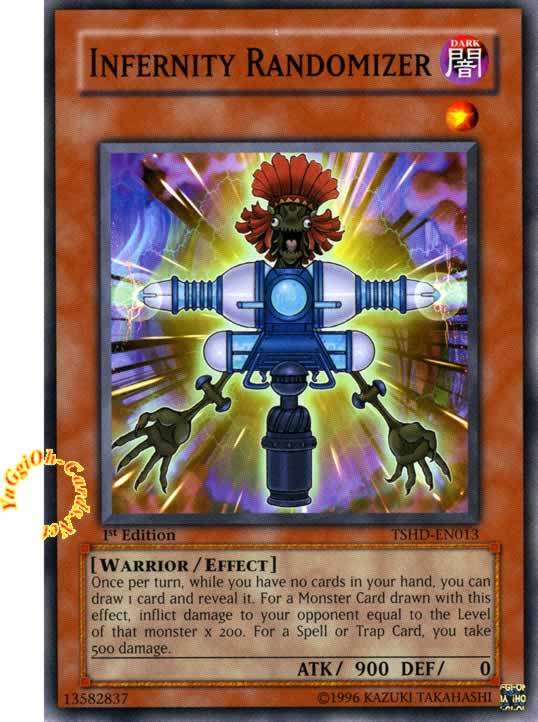 INFERNITY RANDOMIZER
DARK
闇
1st Edition
TSHD-EN013
[WARRIOR/EFFECT]
Once per turn, while you have no cards in your hand, you can
draw 1 card and reveal it. For a Monster Card drawn with this
effect, inflict damage to your opponent equal to the Level
of that monster x 200. For a Spell or Trap Card, you take
500 damage.
ATK/ 900 DEF/ 0
13582837
©1996 KAZUKI TAKAHASHI
YuGgiOh-Cards.Net